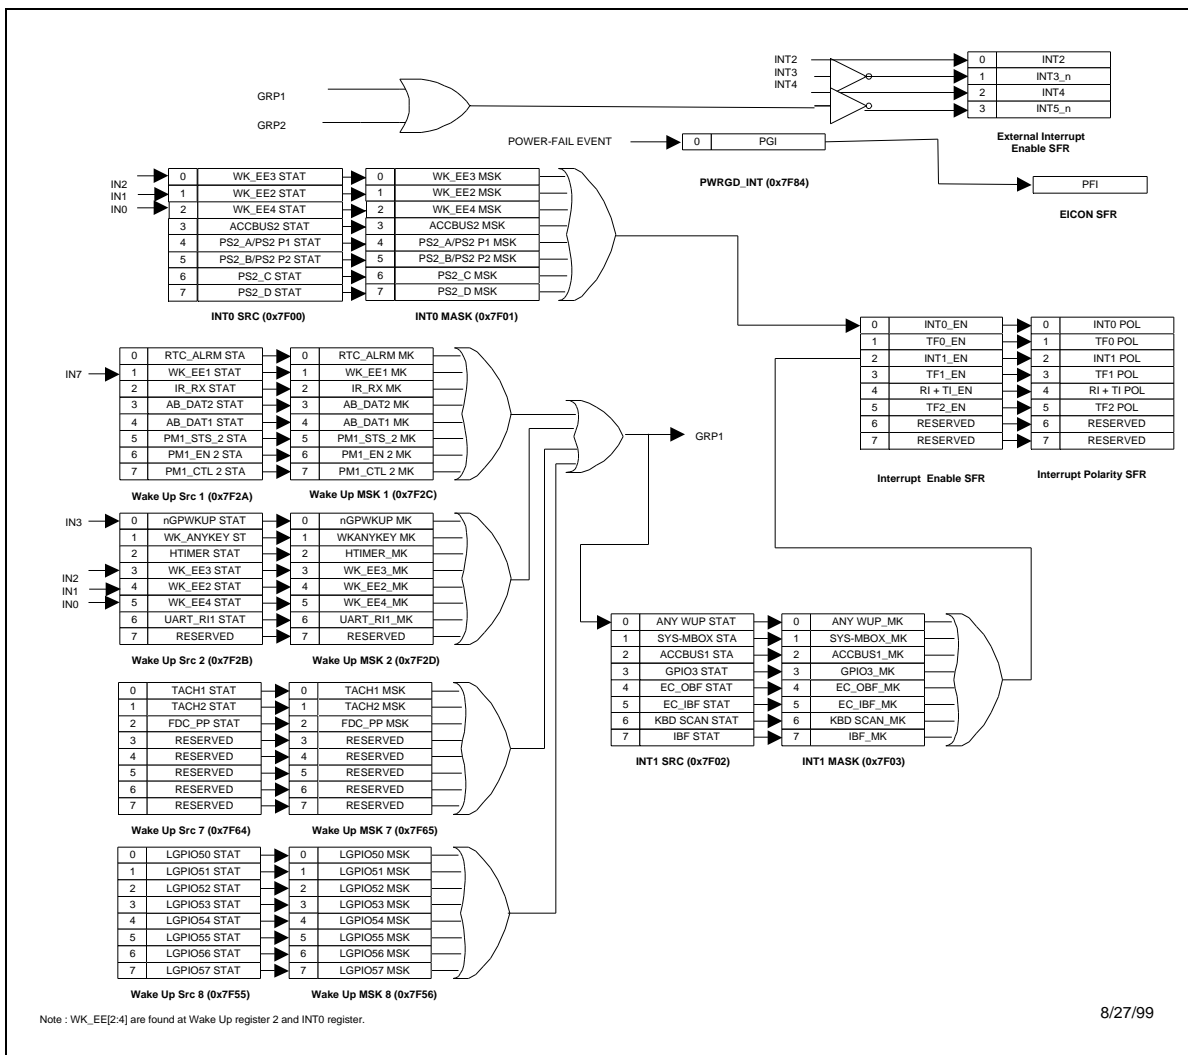 INT2
INT3
INT4
0 INT2
1 INT3_n
2 INT4
3 INT5_n
External Interrupt
Enable SFR
GRP1
GRP2
POWER-FAIL EVENT
0 PGI
PWRGD_INT (0x7F84)
PFI
EICON SFR
IN2
IN1
IN0
0 WK_EE3 STAT 0 WK_EE3 MSK
1 WK_EE2 STAT 1 WK_EE2 MSK
2 WK_EE4 STAT 2 WK_EE4 MSK
3 ACCBUS2 STAT 3 ACCBUS2 MSK
4 PS2_A/PS2 P1 STAT 4 PS2_A/PS2 P1 MSK
5 PS2_B/PS2 P2 STAT 5 PS2_B/PS2 P2 MSK
6 PS2_C STAT 6 PS2_C MSK
7 PS2_D STAT 7 PS2_D MSK
INT0 SRC (0x7F00) INT0 MASK (0x7F01)
0 INT0_EN 0 INT0 POL
1 TF0_EN 1 TF0 POL
2 INT1_EN 2 INT1 POL
3 TF1_EN 3 TF1 POL
4 RI + TI_EN 4 RI + TI POL
5 TF2_EN 5 TF2 POL
6 RESERVED 6 RESERVED
7 RESERVED 7 RESERVED
Interrupt Enable SFR Interrupt Polarity SFR
IN7
0 RTC_ALRM STA 0 RTC_ALRM MK
1 WK_EE1 STAT 1 WK_EE1 MK
2 IR_RX STAT 2 IR_RX MK
3 AB_DAT2 STAT 3 AB_DAT2 MK
4 AB_DAT1 STAT 4 AB_DAT1 MK
5 PM1_STS_2 STA 5 PM1_STS_2 MK
6 PM1_EN 2 STA 6 PM1_EN 2 MK
7 PM1_CTL 2 STA 7 PM1_CTL 2 MK
Wake Up Src 1 (0x7F2A) Wake Up MSK 1 (0x7F2C)
GRP1
IN3
IN2
IN1
IN0
0 nGPWKUP STAT 0 nGPWKUP MK
1 WK_ANYKEY ST 1 WKANYKEY MK
2 HTIMER STAT 2 HTIMER_MK
3 WK_EE3 STAT 3 WK_EE3_MK
4 WK_EE2 STAT 4 WK_EE2_MK
5 WK_EE4 STAT 5 WK_EE4_MK
6 UART_RI1 STAT 6 UART_RI1_MK
7 RESERVED 7 RESERVED
Wake Up Src 2 (0x7F2B) Wake Up MSK 2 (0x7F2D)
0 ANY WUP STAT 0 ANY WUP_MK
1 SYS-MBOX STA 1 SYS-MBOX_MK
2 ACCBUS1 STA 2 ACCBUS1_MK
3 GPIO3 STAT 3 GPIO3_MK
4 EC_OBF STAT 4 EC_OBF_MK
5 EC_IBF STAT 5 EC_IBF_MK
6 KBD SCAN STAT 6 KBD SCAN_MK
7 IBF STAT 7 IBF_MK
INT1 SRC (0x7F02) INT1 MASK (0x7F03)
0 TACH1 STAT 0 TACH1 MSK
1 TACH2 STAT 1 TACH2 MSK
2 FDC_PP STAT 2 FDC_PP MSK
3 RESERVED 3 RESERVED
4 RESERVED 4 RESERVED
5 RESERVED 5 RESERVED
6 RESERVED 6 RESERVED
7 RESERVED 7 RESERVED
Wake Up Src 7 (0x7F64) Wake Up MSK 7 (0x7F65)
0 LGPIO50 STAT 0 LGPIO50 MSK
1 LGPIO51 STAT 1 LGPIO51 MSK
2 LGPIO52 STAT 2 LGPIO52 MSK
3 LGPIO53 STAT 3 LGPIO53 MSK
4 LGPIO54 STAT 4 LGPIO54 MSK
5 LGPIO55 STAT 5 LGPIO55 MSK
6 LGPIO56 STAT 6 LGPIO56 MSK
7 LGPIO57 STAT 7 LGPIO57 MSK
Wake Up Src 8 (0x7F55) Wake Up MSK 8 (0x7F56)
Note : WK_EE[2:4] are found at Wake Up register 2 and INT0 register.
8/27/99